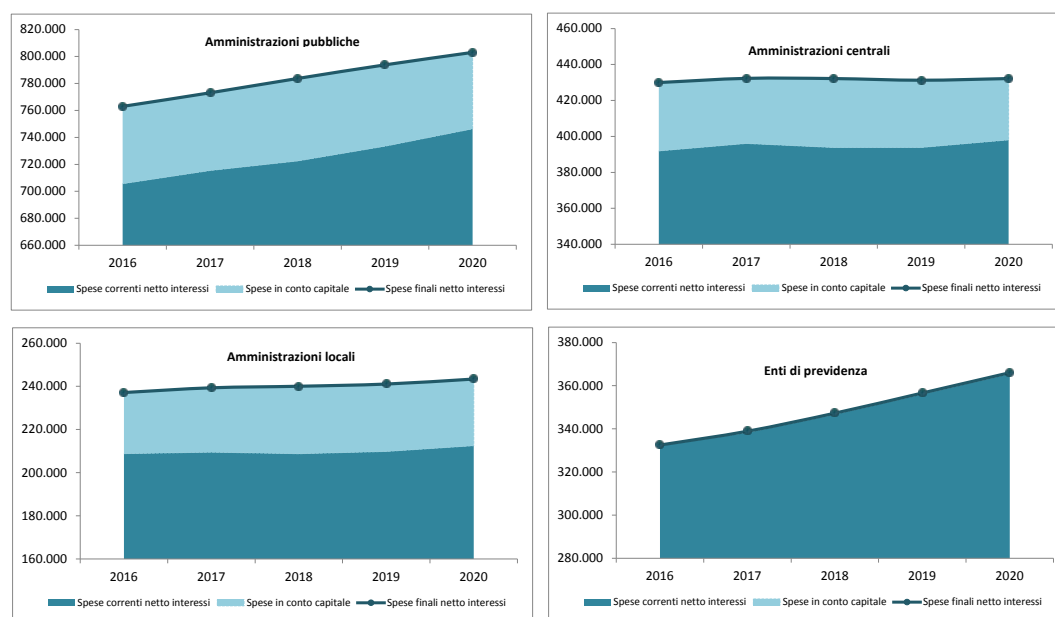 Amministrazioni pubbliche
820.000
800.000
780.000
760.000
740.000
720.000
700.000
680.000
660.000
2016 2017 2018 2019 2020
Spese correnti netto interessi Spese in conto capitale Spese finali netto interessi
Amministrazioni centrali
460.000
440.000
420.000
400.000
380.000
360.000
340.000
2016 2017 2018 2019 2020
Spese correnti netto interessi Spese in conto capitale Spese finali netto interessi
Amministrazioni locali
260.000
240.000
220.000
200.000
180.000
160.000
2016 2017 2018 2019 2020
Spese correnti netto interessi Spese in conto capitale Spese finali netto interessi
Enti di previdenza
380.000
360.000
340.000
320.000
300.000
280.000
2016 2017 2018 2019 2020
Spese correnti netto interessi Spese in conto capitale Spese finali netto interessi